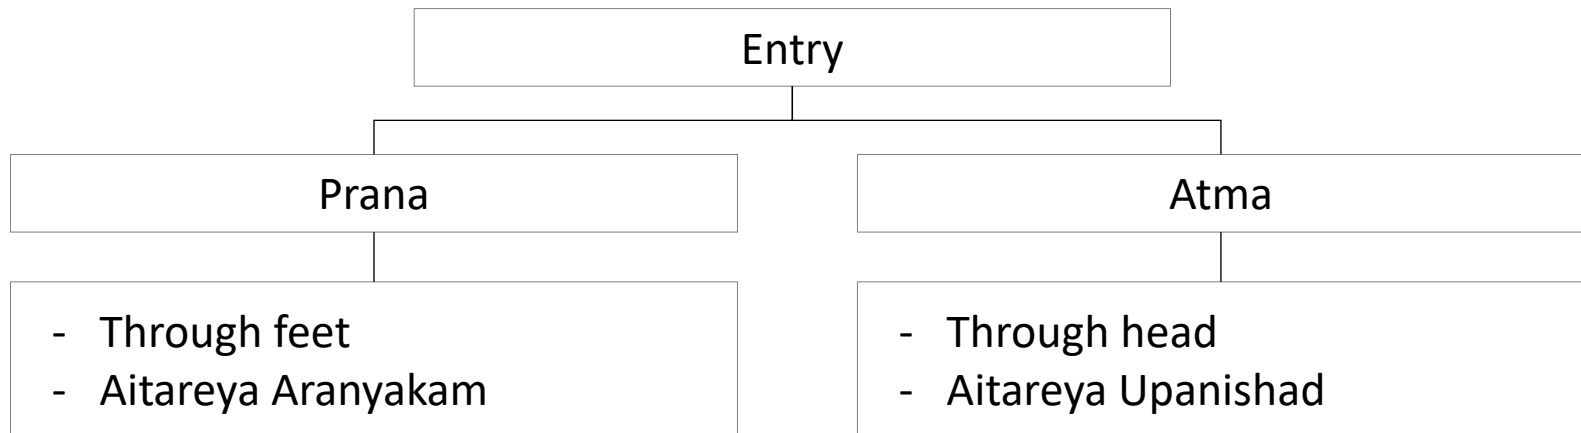 Entry
Prana
Atma
- Through feet
- Aitareya Aranyakam
- Through head
- Aitareya Upanishad